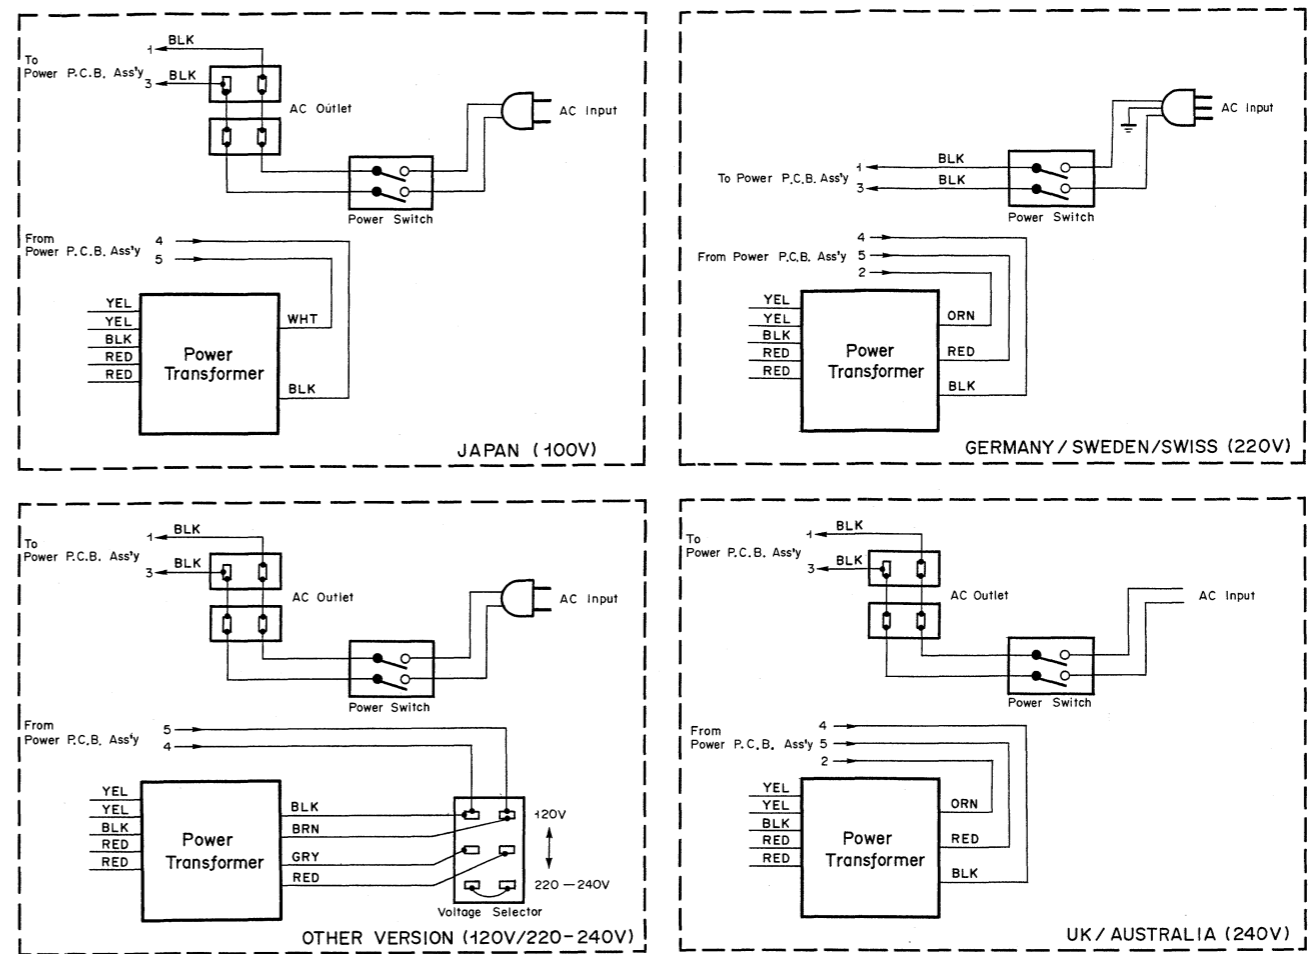 1 BLK
To
Power P.C.B. Ass'y
3 BLK
AC Outlet
AC Input
Power Switch
From
Power P.C.B. Ass'y
4
5
YEL
YEL
BLK
RED
RED
Power
Transformer
WHT
BLK
JAPAN (100V)
AC Input
To Power P.C.B. Ass'y
1 BLK
3 BLK
Power Switch
From Power P.C.B. Ass'y
4
5
2
YEL
YEL
BLK
RED
RED
Power
Transformer
ORN
RED
BLK
GERMANY/SWEDEN/SWISS (220V)
1 BLK
To
Power P.C.B. Ass'y
3 BLK
AC Outlet
AC Input
Power Switch
From
Power P.C.B. Ass'y
5
4
YEL
YEL
BLK
RED
RED
Power
Transformer
BLK
BRN
GRY
RED
120V
220-240V
Voltage Selector
OTHER VERSION (120V/220-240V)
1 BLK
To
Power P.C.B. Ass'y
3 BLK
AC Outlet
AC Input
Power Switch
From
Power P.C.B. Ass'y
4
5
2
YEL
YEL
BLK
RED
RED
Power
Transformer
ORN
RED
BLK
UK/AUSTRALIA (240V)